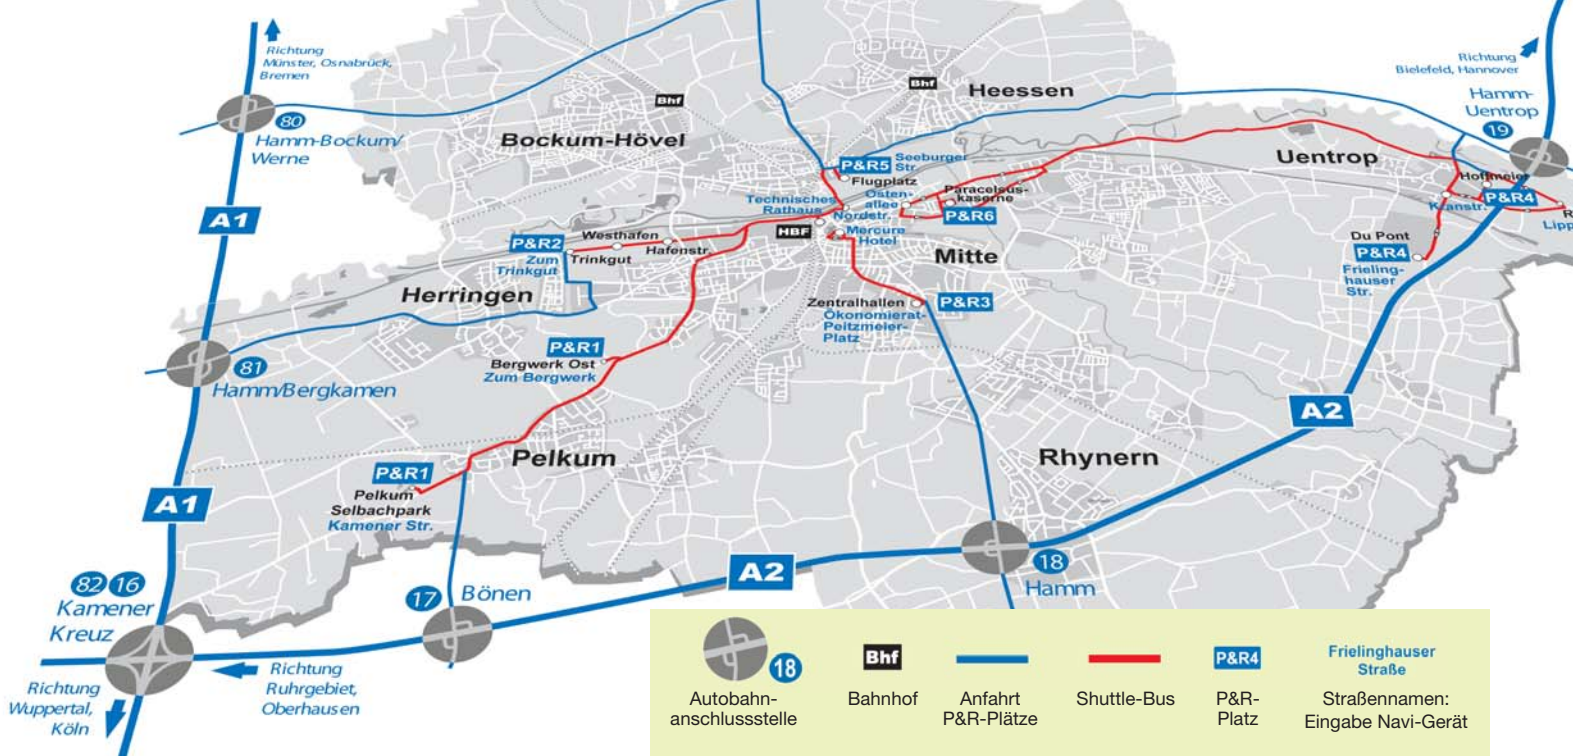 Richtung
Münster, Osnabrück,
Bremen
80
Hamm-Bockum/
Werne
A1
Bhf
Bockum-Hövel
Bhf
Heessen
Richtung
Bielefeld, Hannover
Hamm-
Uentrop
19
Uentrop
P&R5
Seeburger
Str.
Flugplatz
Technisches
Rathaus
Osten-
allee
Nordstr.
Paracelsus-
kaserne
P&R6
HBF
Mercure
Hotel
Mitte
Hoffmeier
P&R4
Kranstr.
R
Lipp
Du Pont
P&R4
Frieling-
hauser
Str.
P&R2
Zum
Trinkgut
Westhafen
Trinkgut
Hafenstr.
Herringen
Zentralhallen
P&R3
Ökonomierat-
Peitzmeier-
Platz
81
Hamm/Bergkamen
P&R1
Bergwerk Ost
Zum Bergwerk
A2
Pelkum
Rhynern
P&R1
Pelkum
Selbachpark
Kamener Str.
A1
82 16
Kamener
Kreuz
17
Bönen
A2
18
Hamm
Richtung
Wuppertal,
Köln
Richtung
Ruhrgebiet,
Oberhausen
18
Autobahn-
anschlussstelle
Bhf
Bahnhof
Anfahrt
P&R-Plätze
Shuttle-Bus
P&R4
P&R-
Platz
Frielinghauser
Straße
Straßennamen:
Eingabe Navi-Gerät